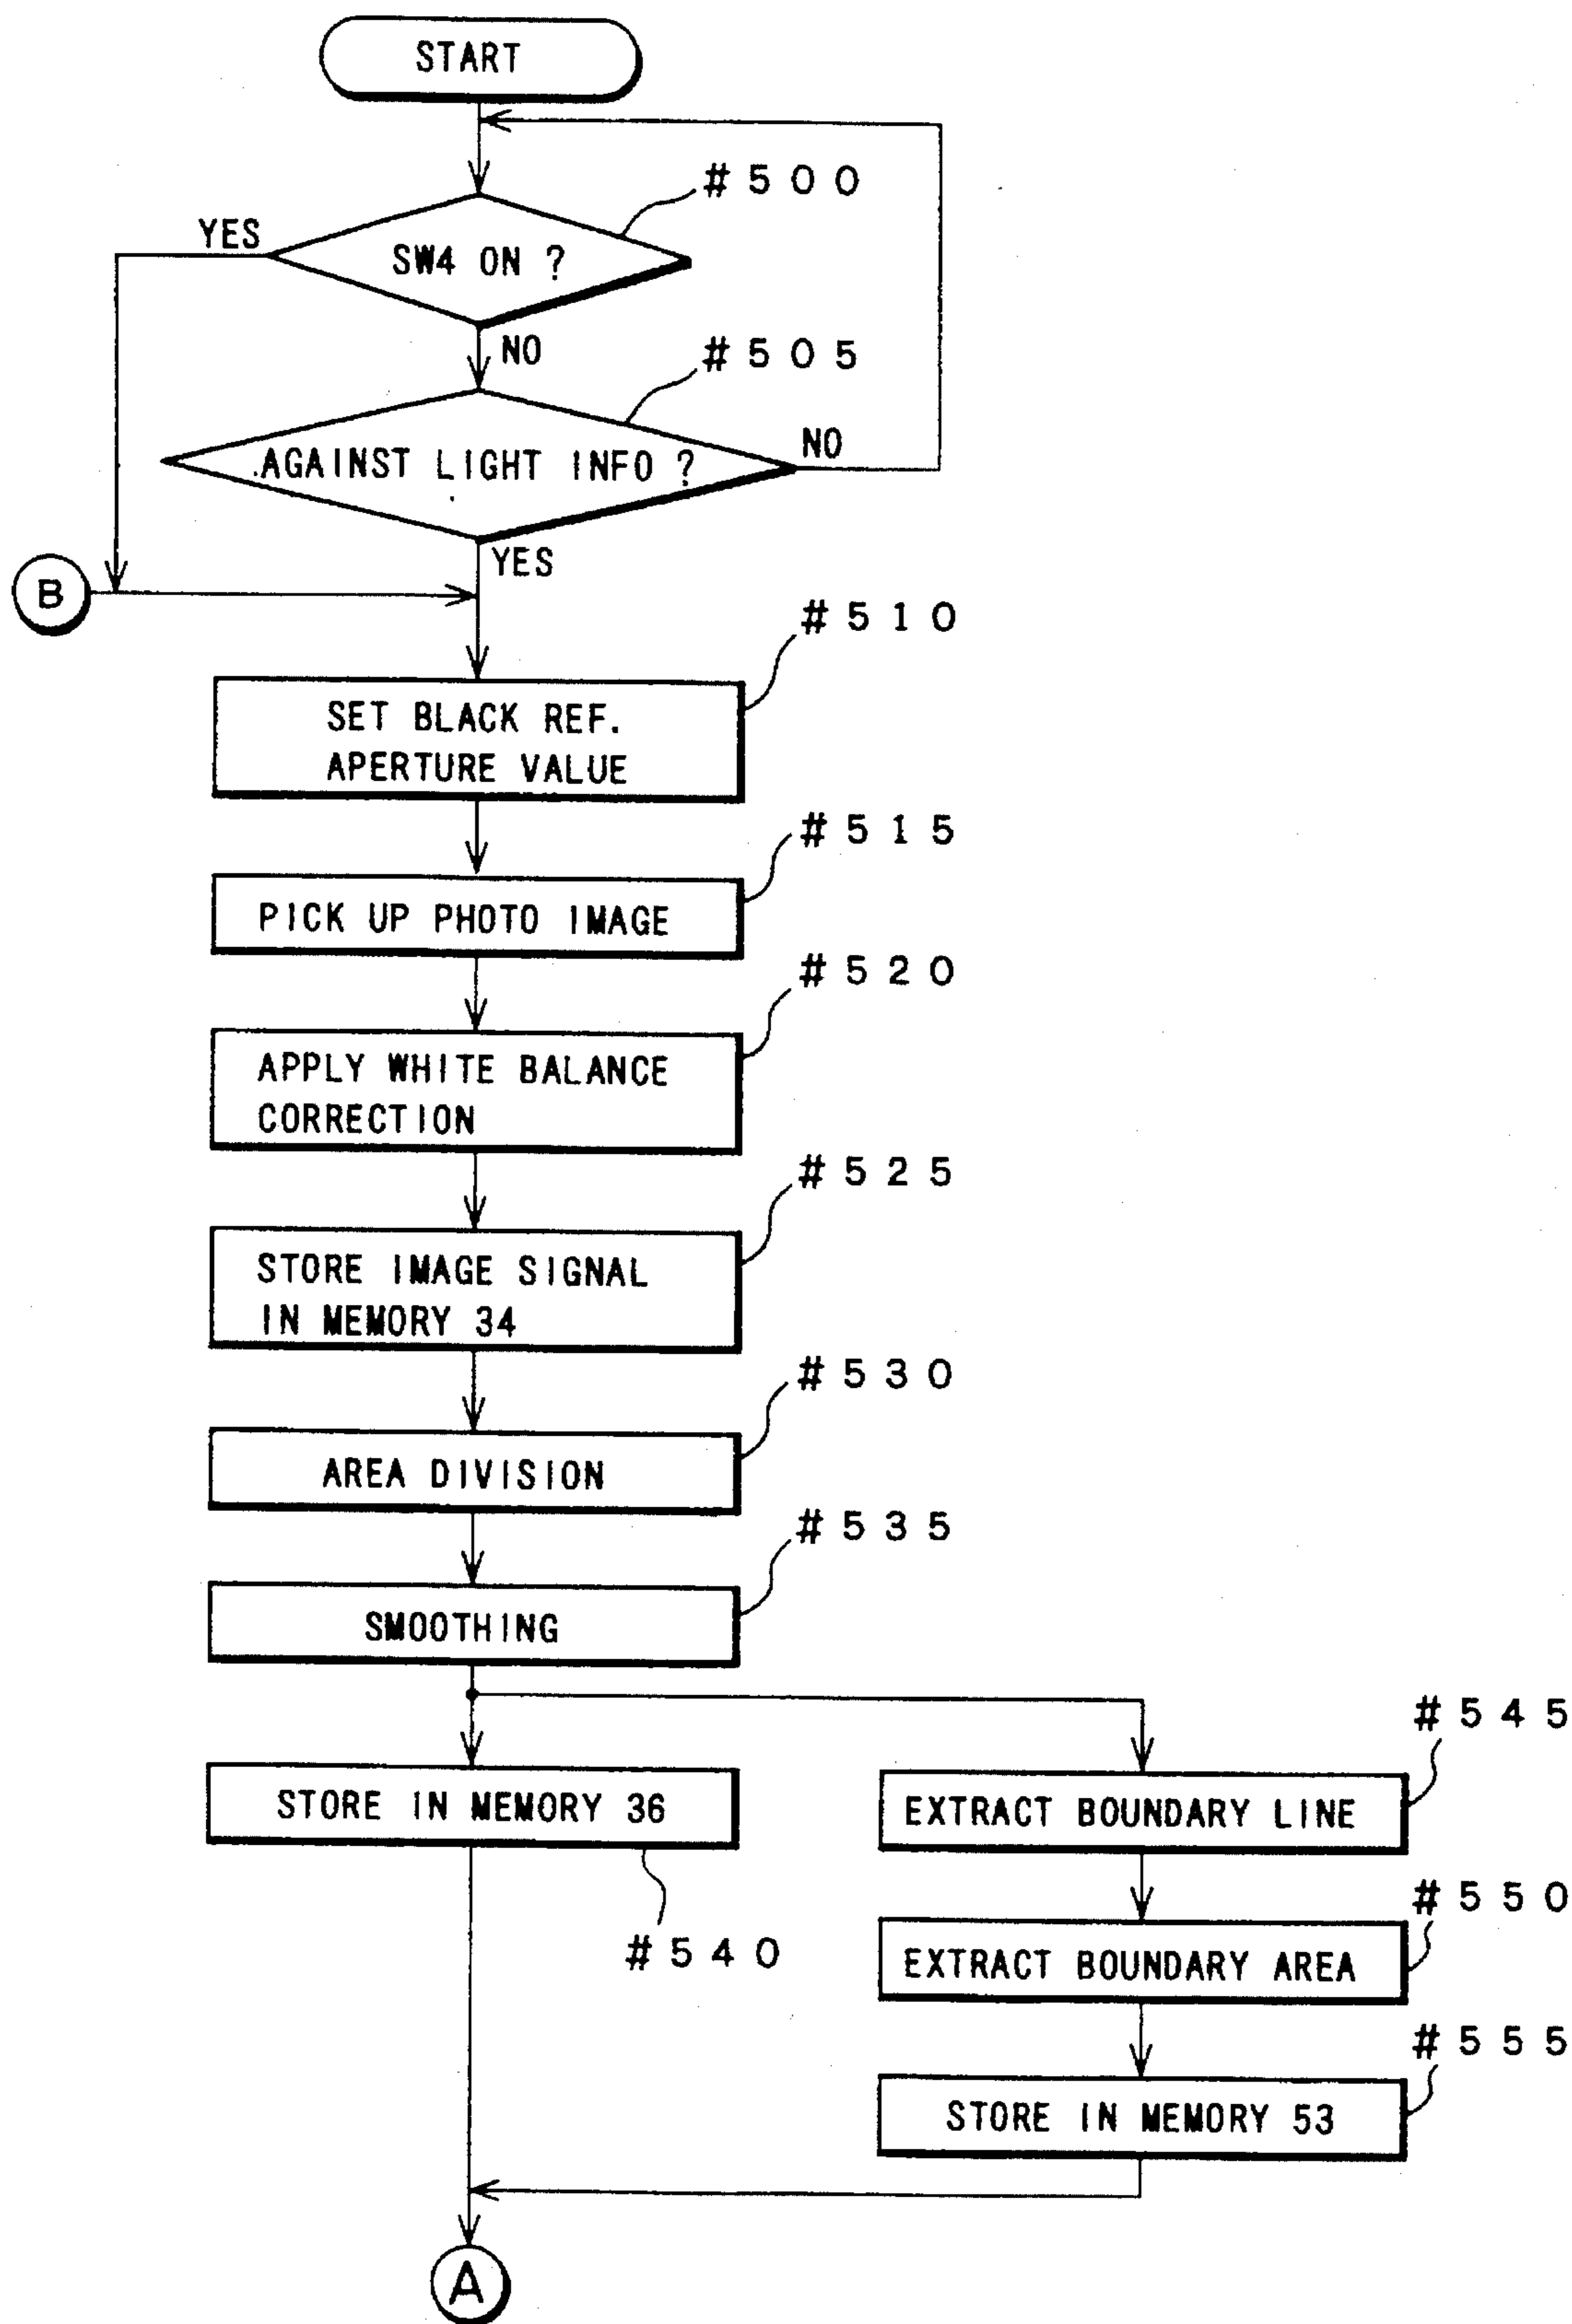 START
#500
YES
SW4 ON ?
NO
#505
AGAINST LIGHT INFO ?
NO
YES
B
#510
SET BLACK REF.
APERTURE VALUE
#515
PICK UP PHOTO IMAGE
#520
APPLY WHITE BALANCE
CORRECTION
#525
STORE IMAGE SIGNAL
IN MEMORY 34
#530
AREA DIVISION
#535
SMOOTHING
#545
STORE IN MEMORY 36
EXTRACT BOUNDARY LINE
#550
#540
EXTRACT BOUNDARY AREA
#555
STORE IN MEMORY 53
A